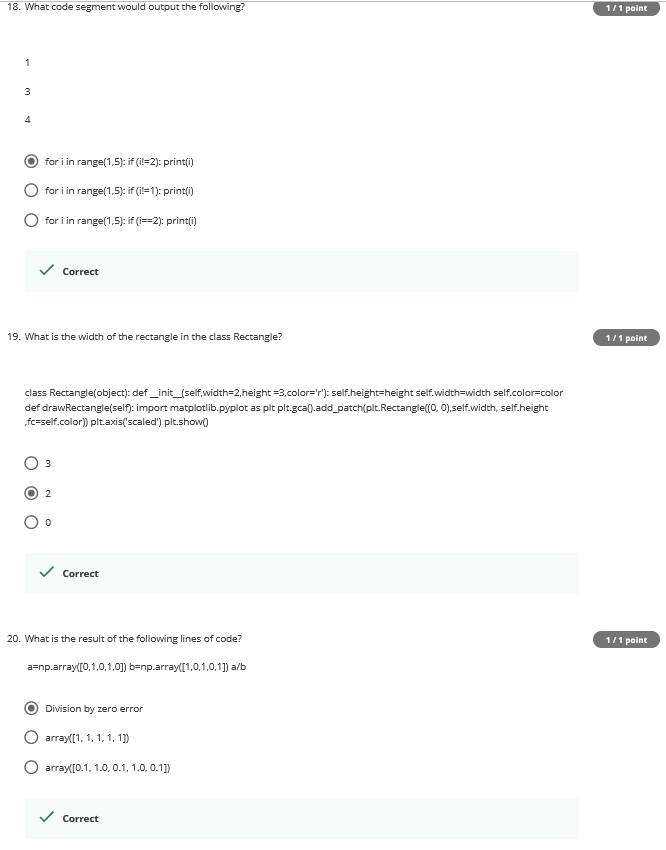 18. What code segment would output the following?
1 / 1 point
1
3
4
for i in range(1,5): if (i!=2): print(i)
for i in range(1,5): if (i!=1): print(i)
for i in range(1,5): if (i==2): print(i)
Correct
19. What is the width of the rectangle in the class Rectangle?
1 / 1 point
class Rectangle(object): def __init__(self,width=2,height =3,color='r'): self.height=height self.width=width self.color=color
def drawRectangle(self): import matplotlib.pyplot as plt plt.gca().add_patch(plt.Rectangle((0, 0),self.width, self.height
,fc=self.color)) plt.axis('scaled') plt.show()
3
2
0
Correct
20. What is the result of the following lines of code?
1 / 1 point
a=np.array([0,1,0,1,0]) b=np.array([1,0,1,0,1]) a/b
Division by zero error
array([1, 1, 1, 1, 1])
array([0.1, 1.0, 0.1, 1.0, 0.1])
Correct